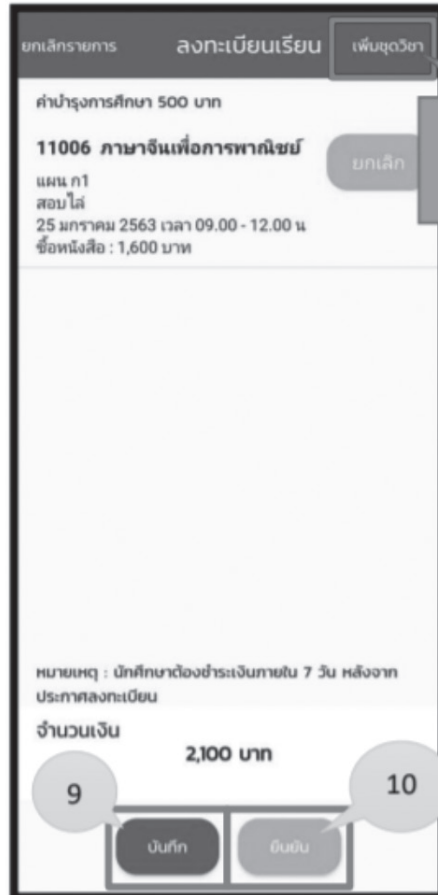 ยกเลิกรายการ ลงทะเบียนเรียน เพิ่มชุดวิชา
ค่าบำรุงการศึกษา 500 บาท
11006 ภาษาจีนเพื่อการพาณิชย์
ยกเลิก
แผน ก1
สอบไล่
25 มกราคม 2563 เวลา 09.00 - 12.00 น
ซื้อหนังสือ : 1,600 บาท
หมายเหตุ : นักศึกษาต้องชำระเงินภายใน 7 วัน หลังจาก
ประกาศลงทะเบียน
จำนวนเงิน
2,100 บาท
9
10
บันทึก
ยืนยัน